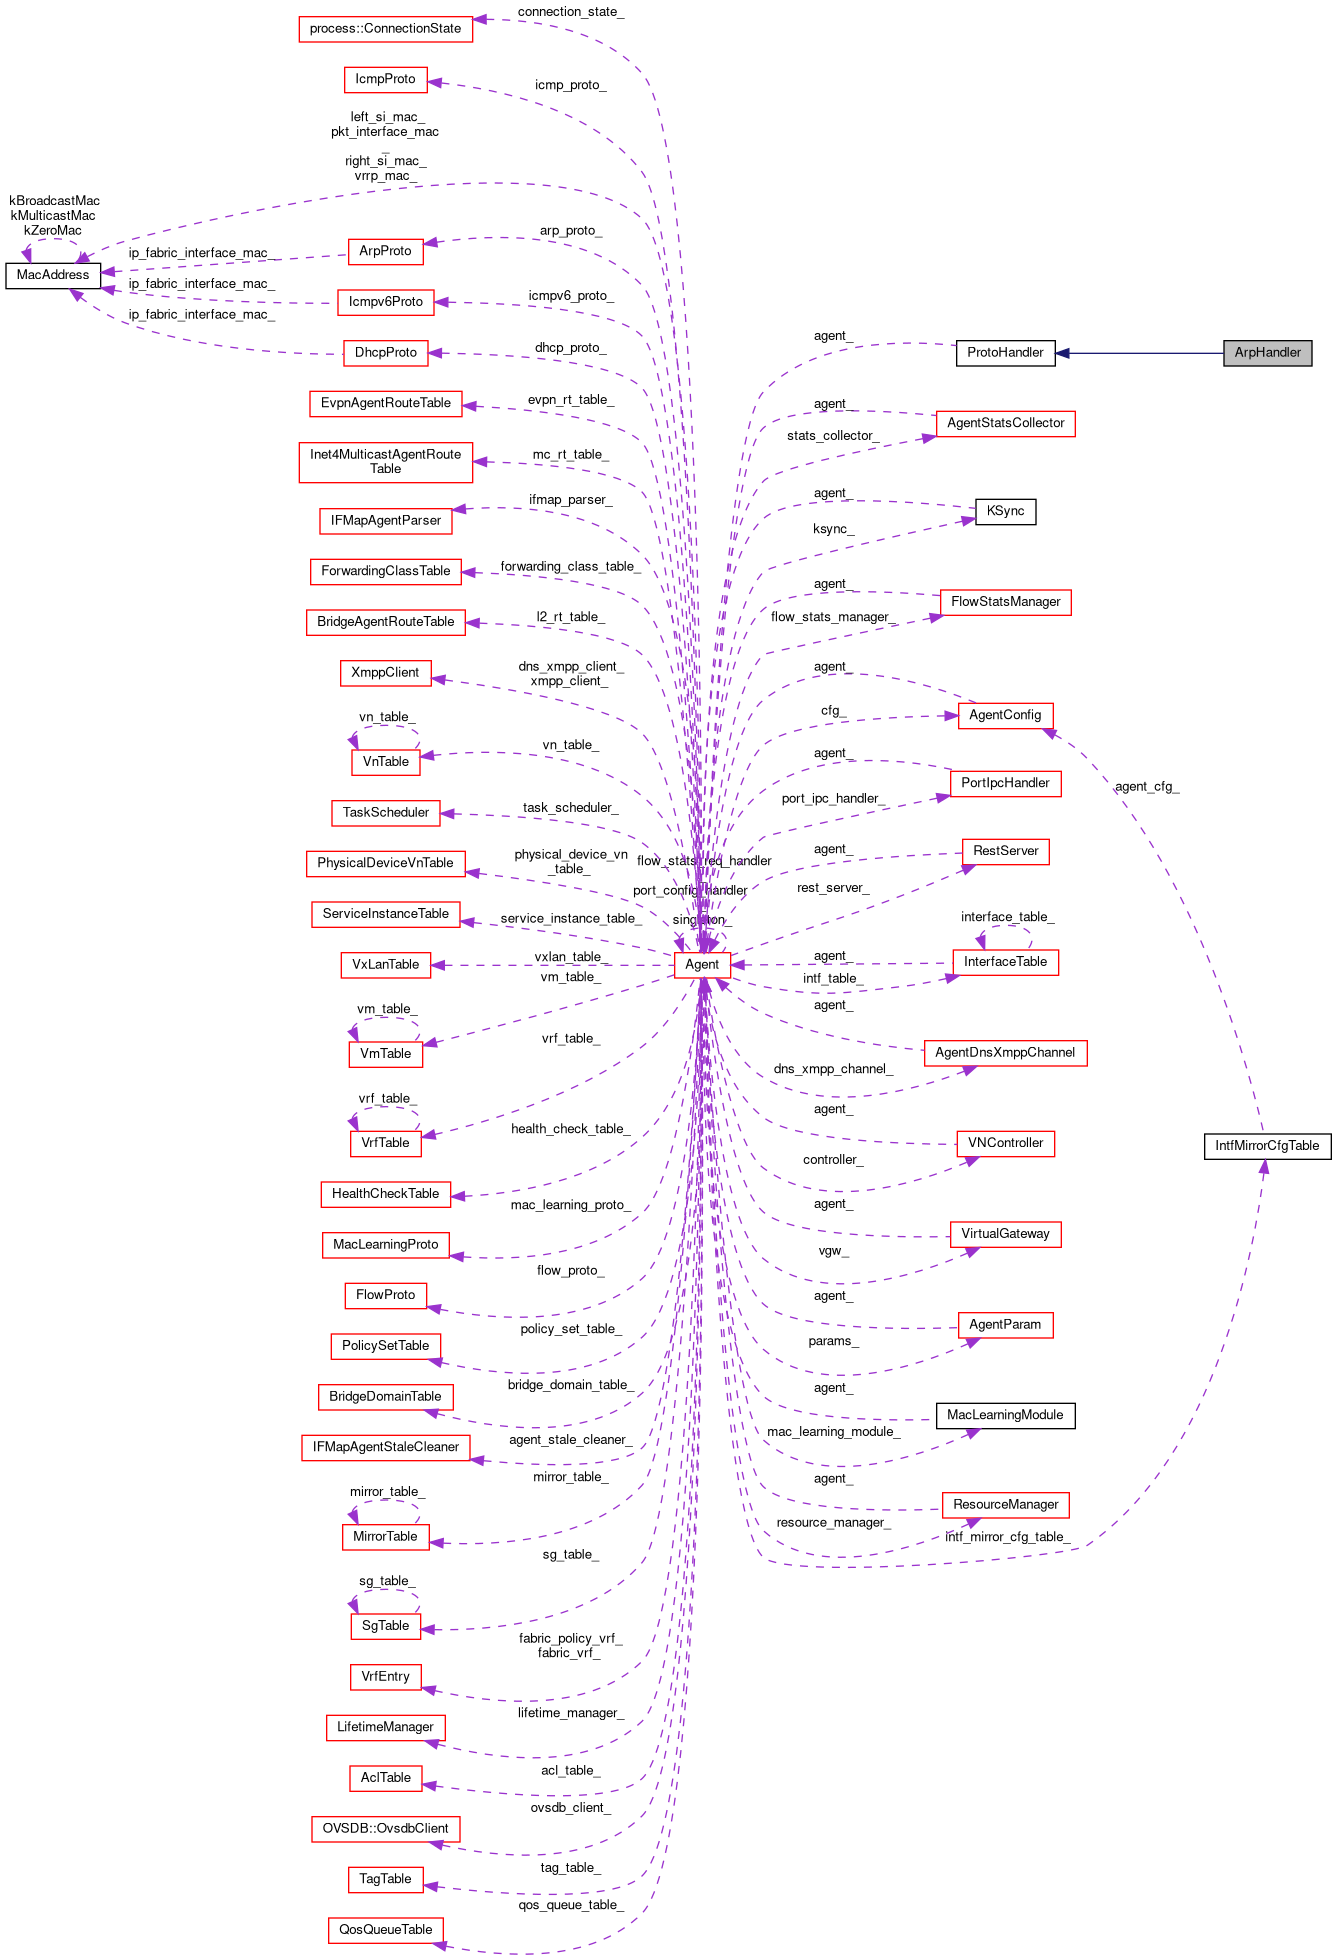 connection_state_
process::ConnectionState
IcmpProto
icmp_proto_
left_si_mac_
pkt_interface_mac
_
right_si_mac_
vrrp_mac_
kBroadcastMac
kMulticastMac
kZeroMac
MacAddress
ip_fabric_interface_mac_
ArpProto
arp_proto_
ip_fabric_interface_mac_
Icmpv6Proto
icmpv6_proto_
ip_fabric_interface_mac_
DhcpProto
dhcp_proto_
agent_
ProtoHandler
ArpHandler
EvpnAgentRouteTable
evpn_rt_table_
agent_
AgentStatsCollector
stats_collector_
Inet4MulticastAgentRoute
Table
mc_rt_table_
agent_
KSync
ksync_
IFMapAgentParser
ifmap_parser_
ForwardingClassTable
forwarding_class_table_
agent_
FlowStatsManager
flow_stats_manager_
BridgeAgentRouteTable
l2_rt_table_
XmppClient
dns_xmpp_client_
xmpp_client_
agent_
AgentConfig
cfg_
vn_table_
VnTable
vn_table_
agent_
PortIpcHandler
port_ipc_handler_
agent_cfg_
TaskScheduler
task_scheduler_
PhysicalDeviceVnTable
physical_device_vn
_table_
flow_stats_req_handler
_
port_config_handler
_
singleton_
agent_
RestServer
rest_server_
ServiceInstanceTable
service_instance_table_
interface_table_
InterfaceTable
agent_
intf_table_
VxLanTable
vxlan_table_
Agent
vm_table_
vm_table_
VmTable
agent_
AgentDnsXmppChannel
dns_xmpp_channel_
vrf_table_
vrf_table_
VrfTable
agent_
VNController
controller_
IntfMirrorCfgTable
HealthCheckTable
health_check_table_
MacLearningProto
mac_learning_proto_
agent_
VirtualGateway
vgw_
FlowProto
flow_proto_
agent_
AgentParam
params_
PolicySetTable
policy_set_table_
BridgeDomainTable
bridge_domain_table_
agent_
MacLearningModule
mac_learning_module_
IFMapAgentStaleCleaner
agent_stale_cleaner_
mirror_table_
mirror_table_
MirrorTable
agent_
ResourceManager
resource_manager_
intf_mirror_cfg_table_
sg_table_
sg_table_
SgTable
fabric_policy_vrf_
fabric_vrf_
VrfEntry
LifetimeManager
lifetime_manager_
AclTable
acl_table_
OVSDB::OvsdbClient
ovsdb_client_
TagTable
tag_table_
QosQueueTable
qos_queue_table_